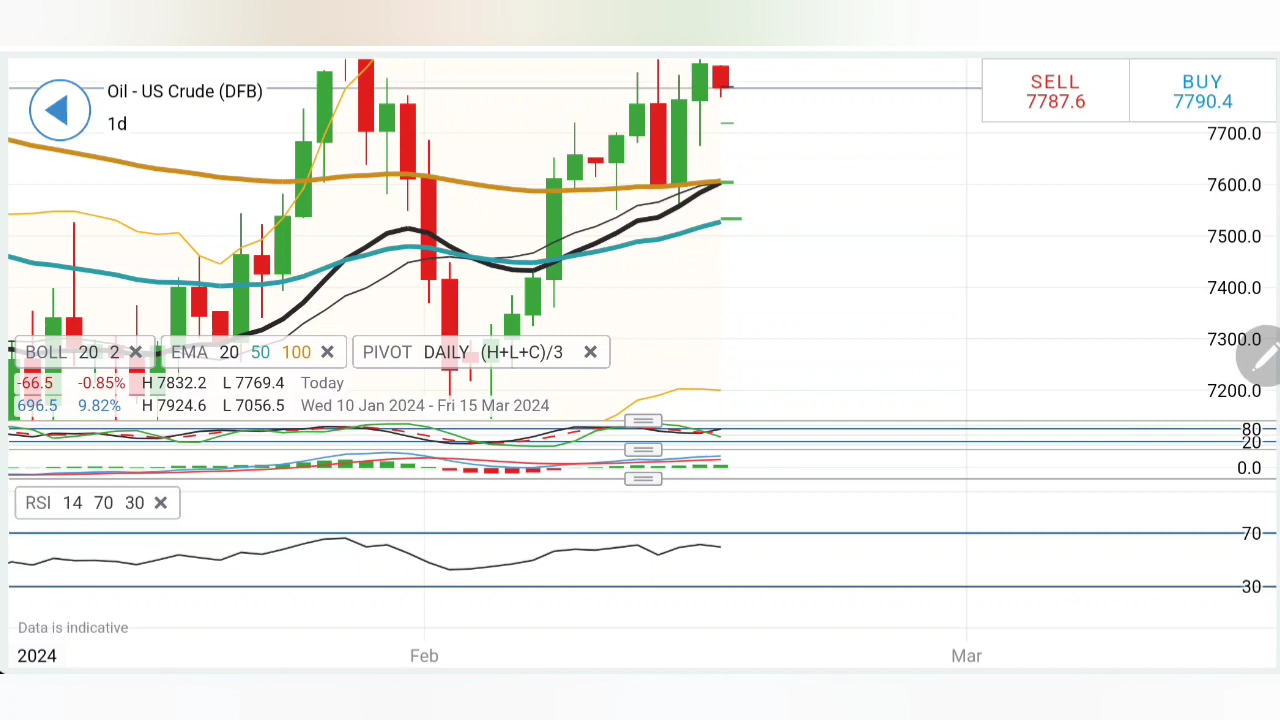 Oil - US Crude (DFB)
1d
SELL
7787.6
BUY
7790.4
7700.0
7600.0
7500.0
7400.0
7300.0
7200.0
BOLL 20 2 ×
EMA 20 50 100 ×
PIVOT DAILY (H+L+C)/3 ×
-66.5 -0.85% H 7832.2 L 7769.4 Today
696.5 9.82% H 7924.6 L 7056.5 Wed 10 Jan 2024 - Fri 15 Mar 2024
80
20
0.0
RSI 14 70 30 ×
70
30
Data is indicative
2024 Feb Mar